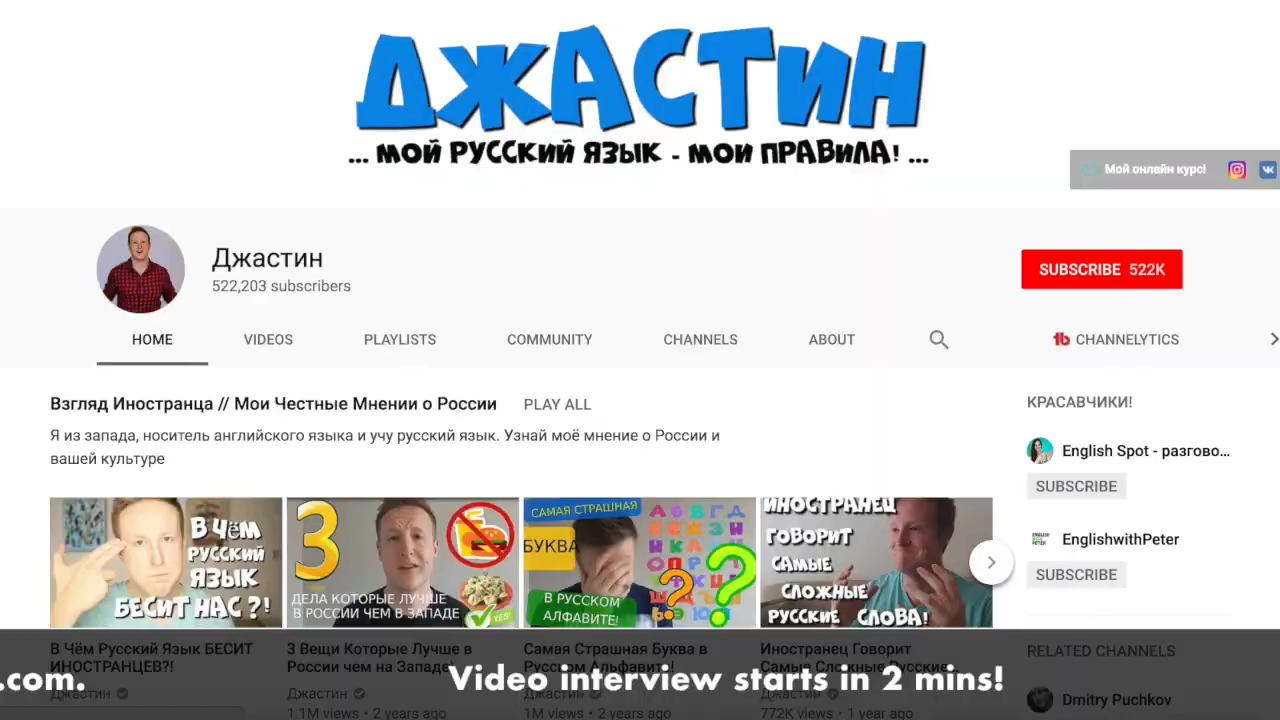 ДЖАСТИН
... МОЙ РУССКИЙ ЯЗЫК - МОИ ПРАВИЛА! ...
Мой онлайн курс!
Джастин
522,203 subscribers
SUBSCRIBE 522K
HOME VIDEOS PLAYLISTS COMMUNITY CHANNELS ABOUT CHANNELYTICS
Взгляд Иностранца // Мои Честные Мнении о России PLAY ALL
Я из запада, носитель английского языка и учу русский язык. Узнай моё мнение о России и
вашей культуре
КРАСАВЧИКИ!
English Spot - разгово...
SUBSCRIBE
EnglishwithPeter
SUBSCRIBE
В ЧЁМ
РУССКИЙ
ЯЗЫК
БЕСИТ НАС ?!
3
ДЕЛА КОТОРЫЕ ЛУЧШЕ
В РОССИИ ЧЕМ В ЗАПАДЕ
YES!
САМАЯ СТРАШНАЯ
БУКВА
В РУССКОМ
АЛФАВИТЕ!
ИНОСТРАНЕЦ
ГОВОРИТ
САМЫЕ
СЛОЖНЫЕ
РУССКИЕ СЛОВА!
В Чём Русский Язык БЕСИТ
ИНОСТРАНЦЕВ?!
Джастин
3 Вещи Которые Лучше в
России чем на Западе!
Джастин
1.1M views • 2 years ago
Самая Страшная Буква в
Русском Альфавите!
Джастин
1M views • 2 years ago
Иностранец Говорит
Самые Сложные Русские...
Джастин
772K views • 1 year ago
RELATED CHANNELS
Dmitry Puchkov
.com.
Video interview starts in 2 mins!